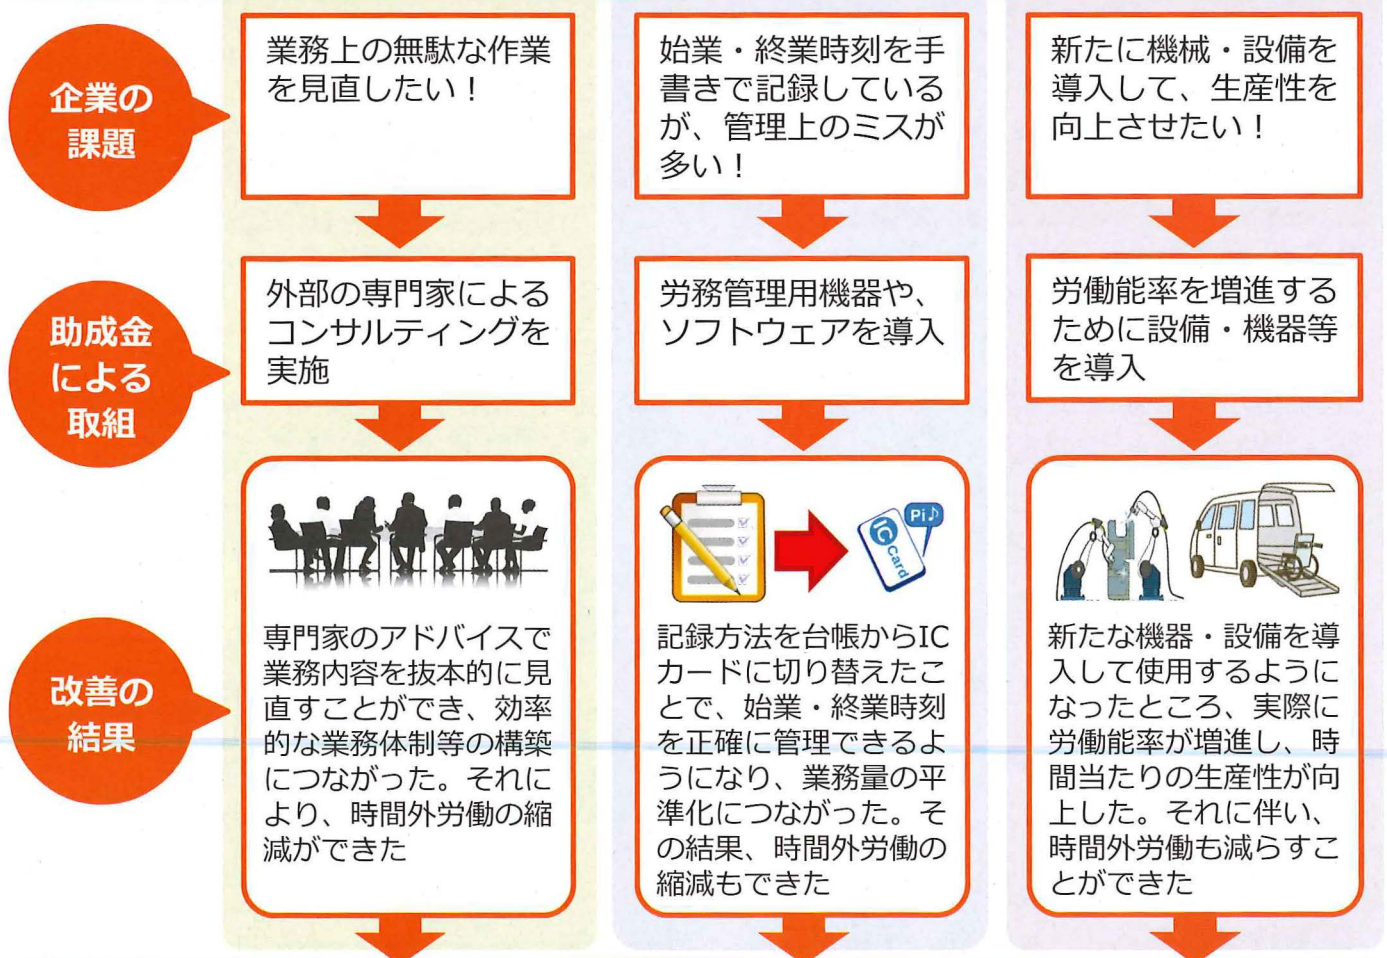 企業の
課題
業務上の無駄な作業
を見直したい！
始業・終業時刻を手
書きで記録している
が、管理上のミスが
多い！
新たに機械・設備を
導入して、生産性を
向上させたい！
助成金
による
取組
外部の専門家による
コンサルティングを
実施
労務管理用機器や、
ソフトウェアを導入
労働能率を増進する
ために設備・機器等
を導入
改善の
結果
専門家のアドバイスで
業務内容を抜本的に見
直すことができ、効率
的な業務体制等の構築
につながった。それに
より、時間外労働の縮
減ができた
IC
Card
Pi♪
記録方法を台帳からIC
カードに切り替えたこ
とで、始業・終業時刻
を正確に管理できるよ
うになり、業務量の平
準化につながった。そ
の結果、時間外労働の
縮減もできた
新たな機器・設備を導
入して使用するように
なったところ、実際に
労働能率が増進し、時
間当たりの生産性が向
上した。それに伴い、
時間外労働も減らすこ
とができた